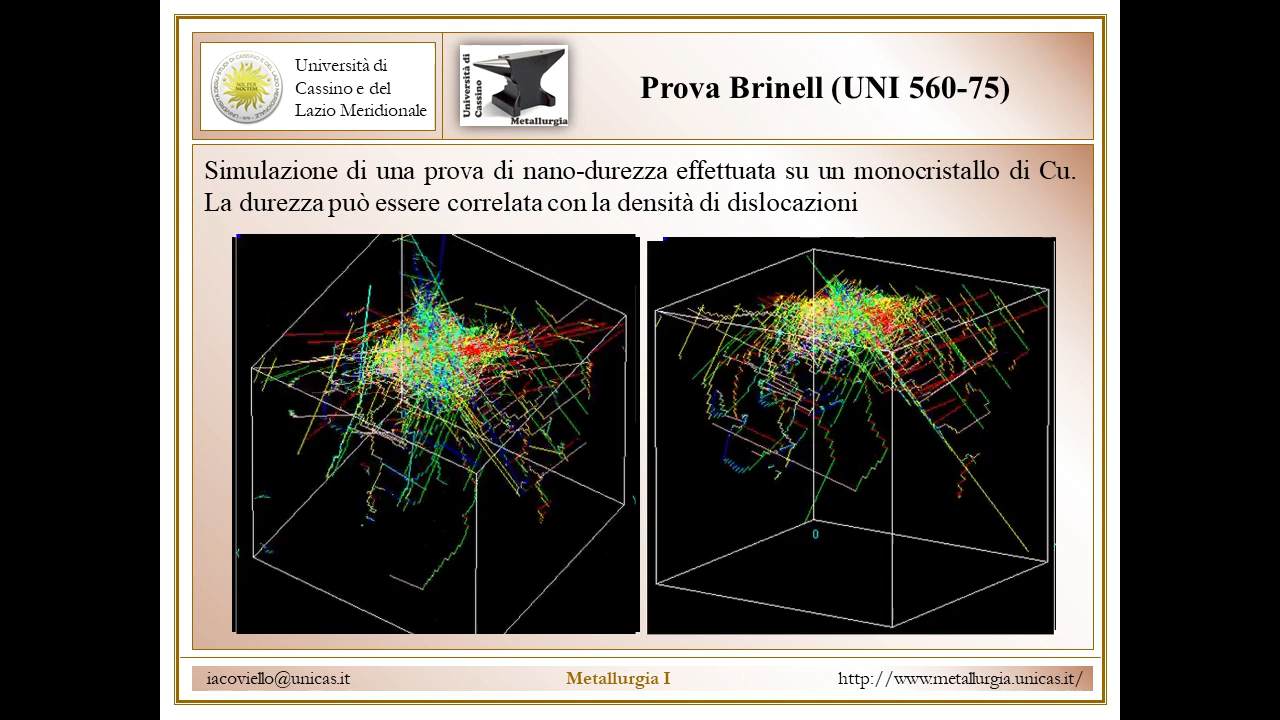 Università di
Cassino e del
Lazio Meridionale
Università di
Cassino
Metallurgia
Prova Brinell (UNI 560-75)
Simulazione di una prova di nano-durezza effettuata su un monocristallo di Cu.
La durezza può essere correlata con la densità di dislocazioni
0
iacoviello@unicas.it
Metallurgia I
http://www.metallurgia.unicas.it/